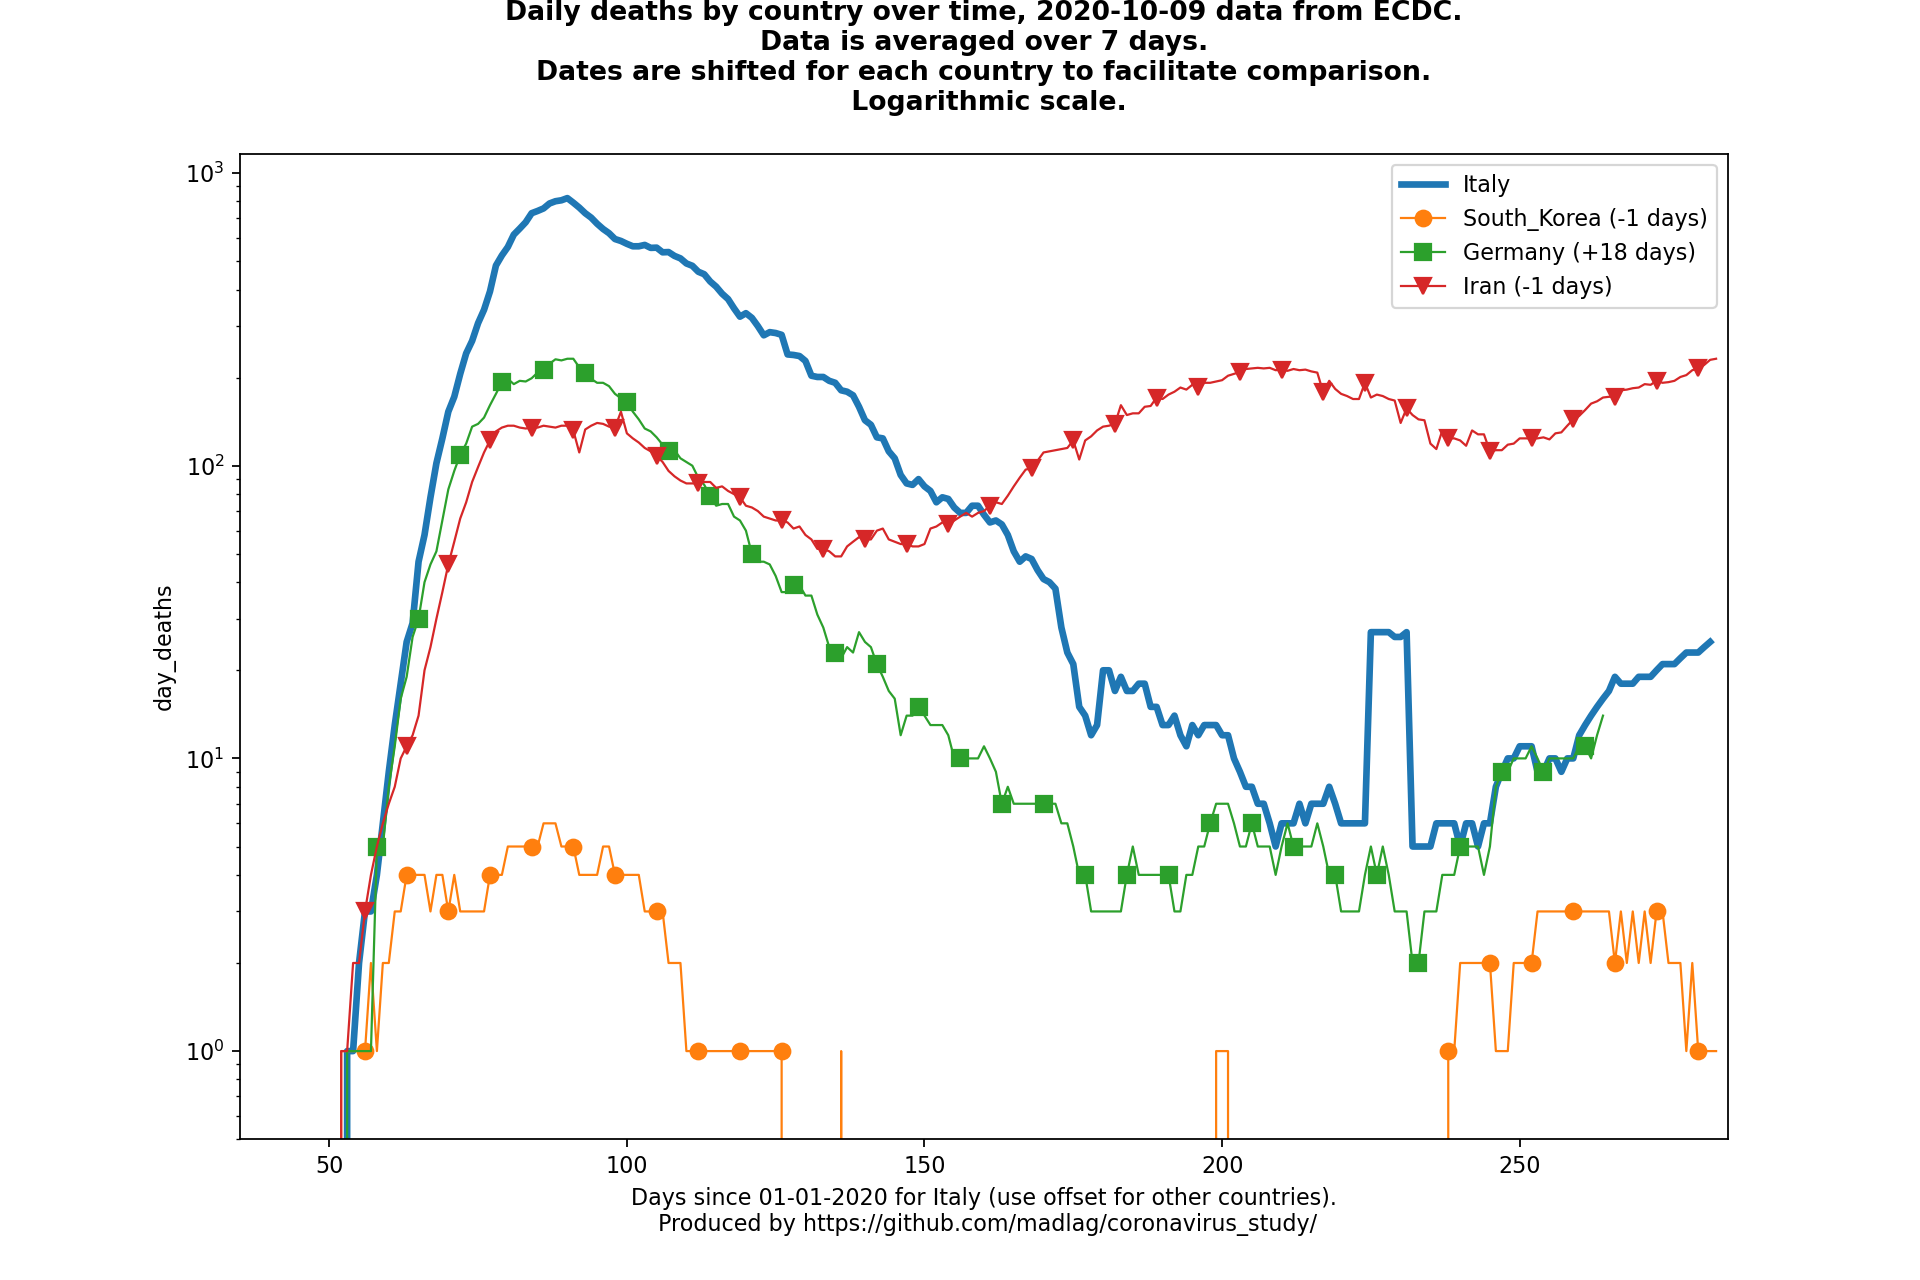 Daily deaths by country over time, 2020-10-09 data from ECDC.
Data is averaged over 7 days.
Dates are shifted for each country to facilitate comparison.
Logarithmic scale.
10³
10²
10¹
10⁰
day_deaths
Italy
South_Korea (-1 days)
Germany (+18 days)
Iran (-1 days)
50 100 150 200 250
Days since 01-01-2020 for Italy (use offset for other countries).
Produced by https://github.com/madlag/coronavirus_study/